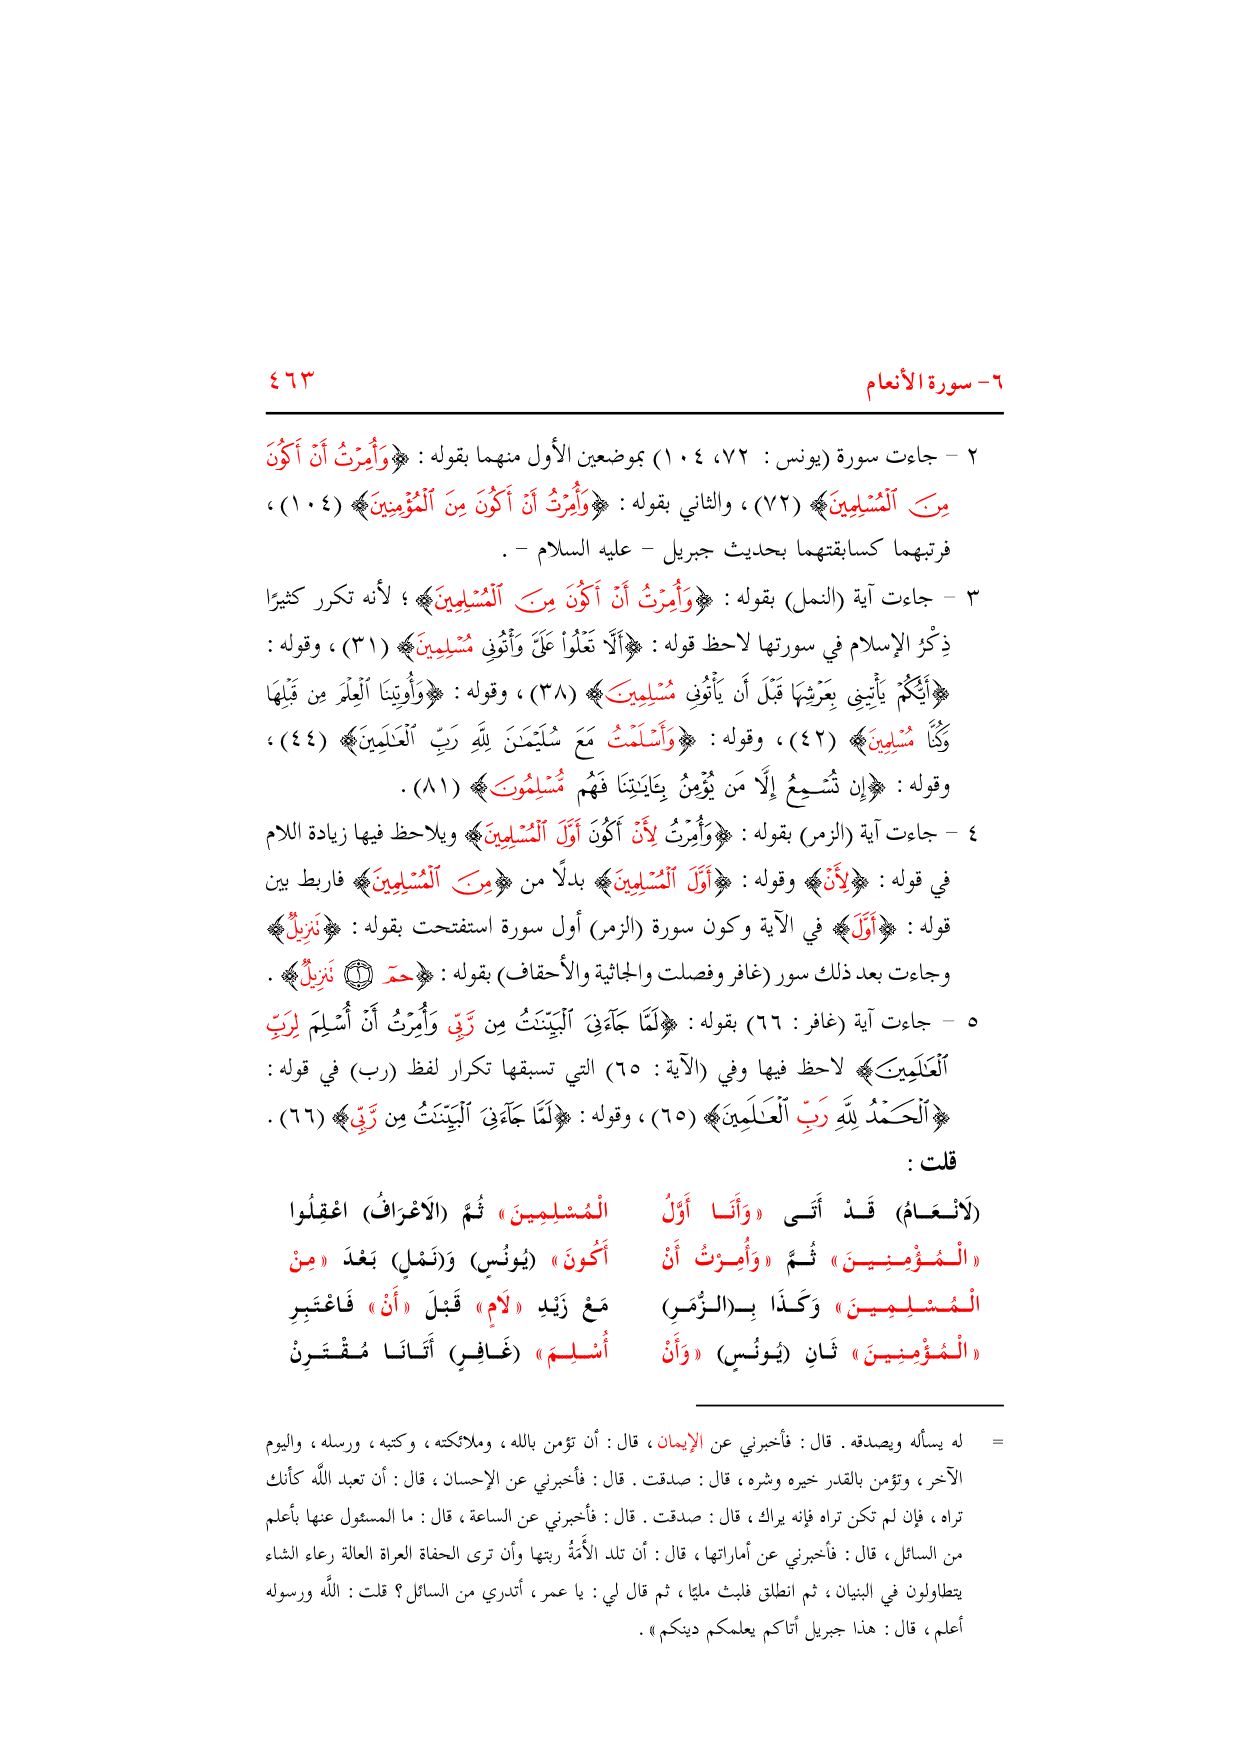 ٦- سورة الأنعام ٤٦٣
٢ - جاءت سورة (يونس : ٧٢، ١٠٤) بموضعين الأول منهما بقوله : ﴿وَأُمِرْتُ أَنْ أَكُونَ
مِنَ ٱلْمُسْلِمِينَ﴾ (٧٢)، والثاني بقوله : ﴿وَأُمِرْتُ أَنْ أَكُونَ مِنَ ٱلْمُؤْمِنِينَ﴾ (١٠٤)،
فرتبهما كسابقتهما بحديث جبريل - عليه السلام - .
٣ - جاءت آية (النمل) بقوله : ﴿وَأُمِرْتُ أَنْ أَكُونَ مِنَ ٱلْمُسْلِمِينَ﴾ ؛ لأنه تكرر كثيرًا
ذِكْرُ الإسلام في سورتها لاحظ قوله : ﴿أَلَّا تَعْلُوا۟ عَلَىَّ وَأْتُونِى مُسْلِمِينَ﴾ (٣١)، وقوله :
﴿أَيُّكُمْ يَأْتِينِى بِعَرْشِهَا قَبْلَ أَن يَأْتُونِى مُسْلِمِينَ﴾ (٣٨)، وقوله : ﴿وَأُوتِينَا ٱلْعِلْمَ مِن قَبْلِهَا
وَكُنَّا مُسْلِمِينَ﴾ (٤٢)، وقوله : ﴿وَأَسْلَمْتُ مَعَ سُلَيْمَٰنَ لِلَّهِ رَبِّ ٱلْعَٰلَمِينَ﴾ (٤٤)،
وقوله : ﴿إِن تُسْمِعُ إِلَّا مَن يُؤْمِنُ بِـَٔايَٰتِنَا فَهُم مُّسْلِمُونَ﴾ (٨١).
٤ - جاءت آية (الزمر) بقوله : ﴿وَأُمِرْتُ لِأَنْ أَكُونَ أَوَّلَ ٱلْمُسْلِمِينَ﴾ ويلاحظ فيها زيادة اللام
في قوله : ﴿لِأَنْ﴾ وقوله : ﴿أَوَّلَ ٱلْمُسْلِمِينَ﴾ بدلًا من ﴿مِنَ ٱلْمُسْلِمِينَ﴾ فاربط بين
قوله : ﴿أَوَّلَ﴾ في الآية وكون سورة (الزمر) أول سورة استفتحت بقوله : ﴿تَنزِيلُ﴾
وجاءت بعد ذلك سور (غافر وفصلت والجاثية والأحقاف) بقوله : ﴿حمٓ ۝١ تَنزِيلُ﴾ .
٥ - جاءت آية (غافر : ٦٦) بقوله : ﴿لَمَّا جَآءَنِىَ ٱلْبَيِّنَٰتُ مِن رَّبِّى وَأُمِرْتُ أَنْ أُسْلِمَ لِرَبِّ
ٱلْعَٰلَمِينَ﴾ لاحظ فيها وفي (الآية : ٦٥) التي تسبقها تكرار لفظ (رب) في قوله :
﴿ٱلْحَمْدُ لِلَّهِ رَبِّ ٱلْعَٰلَمِينَ﴾ (٦٥)، وقوله : ﴿لَمَّا جَآءَنِىَ ٱلْبَيِّنَٰتُ مِن رَّبِّى﴾ (٦٦).
قلت :
(لَانْعَامُ) قَدْ أَتَى «وَأَنَا أَوَّلُ الْمُسْلِمِينَ» ثُمَّ (الَاعْرَافُ) اعْقِلُوا
«الْمُؤْمِنِينَ» ثُمَّ «وَأُمِرْتُ أَنْ أَكُونَ» (يُونُسٍ) وَ(نَمْلٍ) بَعْدَ «مِنْ
الْمُسْلِمِينَ» وَكَذَا بِـ(الزُّمَرِ) مَعْ زَيْدِ «لَامٍ» قَبْلَ «أَنْ» فَاعْتَبِرِ
«الْمُؤْمِنِينَ» ثَانِ (يُونُسٍ) «وَأَنْ أُسْلِمَ» (غَافِرٍ) أَتَانَا مُقْتَرِنْ
= له يسأله ويصدقه . قال : فأخبرني عن الإيمان، قال : أن تؤمن بالله، وملائكته، وكتبه، ورسله، واليوم
الآخر، وتؤمن بالقدر خيره وشره، قال : صدقت . قال : فأخبرني عن الإحسان، قال : أن تعبد اللَّه كأنك
تراه، فإن لم تكن تراه فإنه يراك، قال : صدقت . قال : فأخبرني عن الساعة، قال : ما المسئول عنها بأعلم
من السائل، قال : فأخبرني عن أماراتها، قال : أن تلد الأَمَةُ ربتها وأن ترى الحفاة العراة العالة رعاء الشاء
يتطاولون في البنيان، ثم انطلق فلبث مليًا، ثم قال لي : يا عمر، أتدري من السائل؟ قلت : اللَّه ورسوله
أعلم، قال : هذا جبريل أتاكم يعلمكم دينكم» .